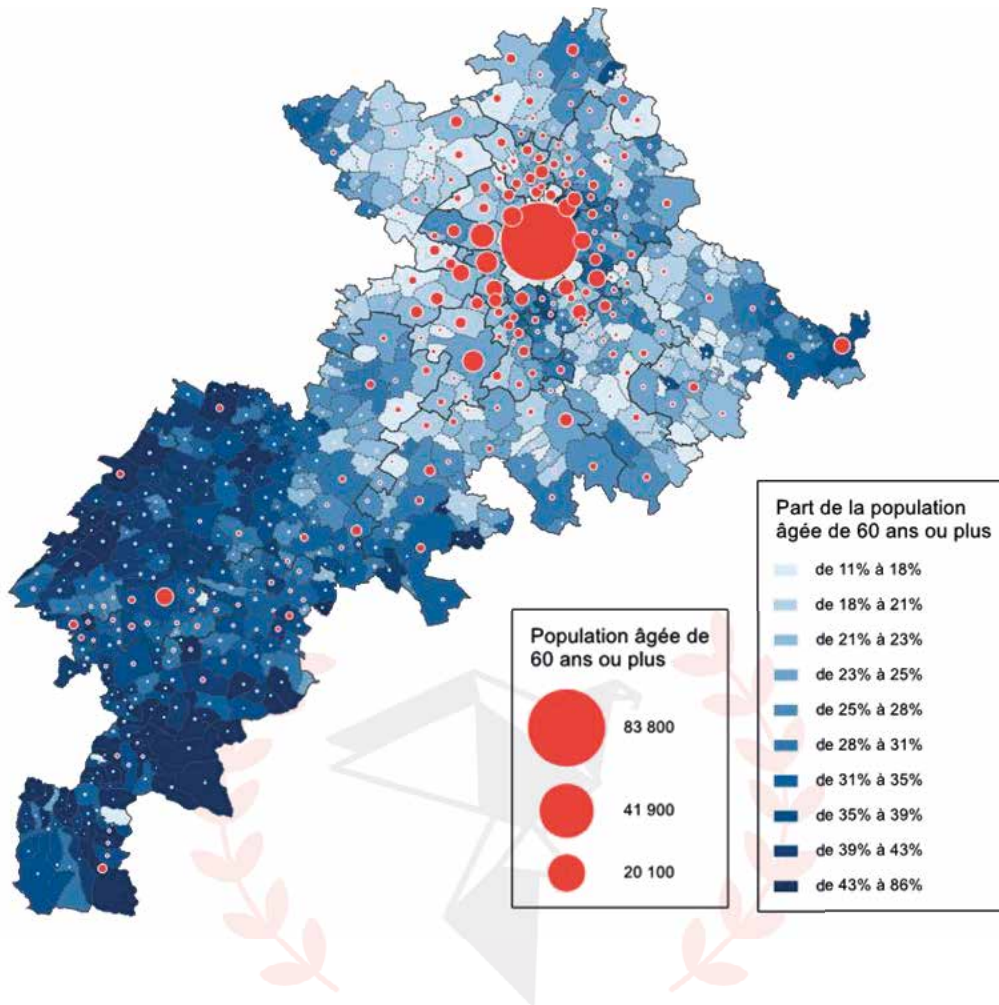 Part de la population
âgée de 60 ans ou plus
de 11% à 18%
de 18% à 21%
de 21% à 23%
de 23% à 25%
de 25% à 28%
de 28% à 31%
de 31% à 35%
de 35% à 39%
de 39% à 43%
de 43% à 86%
Population âgée de
60 ans ou plus
83 800
41 900
20 100